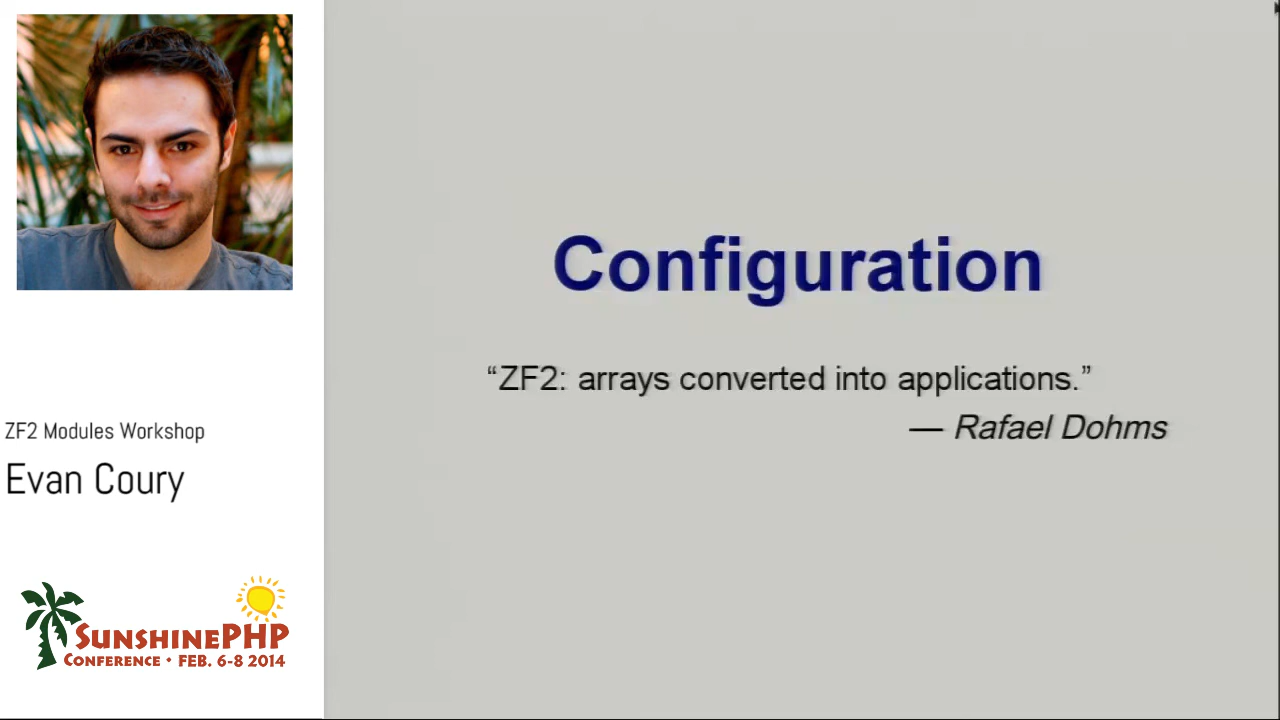 ZF2 Modules Workshop
Evan Coury
SUNSHINEPHP
CONFERENCE • FEB. 6-8 2014
Configuration
“ZF2: arrays converted into applications.”
— Rafael Dohms